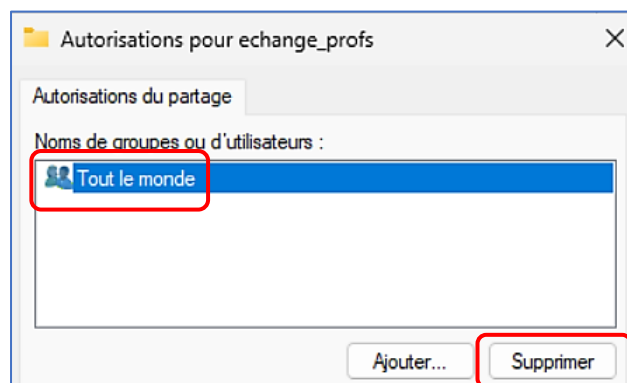 Autorisations pour echange_profs
Autorisations du partage
Noms de groupes ou d'utilisateurs :
Tout le monde
Ajouter... Supprimer